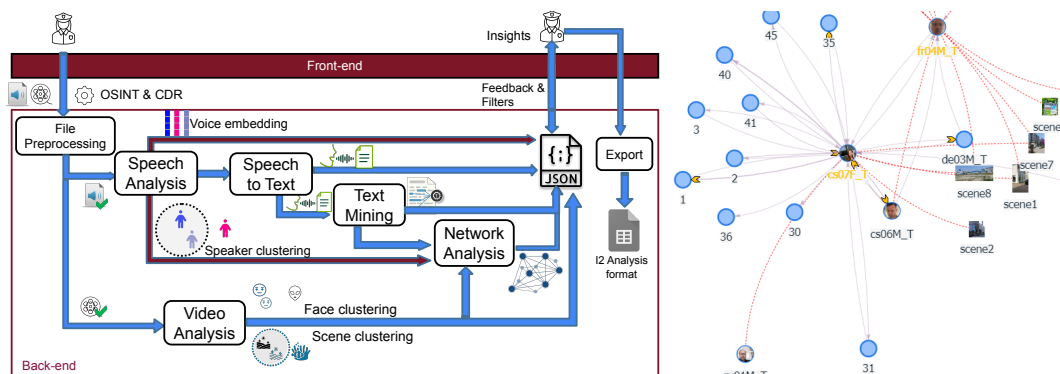 Insights
Front-end
OSINT & CDR
Feedback &
Filters
File
Preprocessing
Voice embedding
Speech
Analysis
Speech
to Text
{;}
JSON
Export
Text
Mining
Speaker clustering
Network
Analysis
I2 Analysis
format
Video
Analysis
Face clustering
Scene clustering
Back-end
45
35
fr04M_T
40
3
41
scene
de03M_T
scene7
2
cs07F_T
scene8
scene1
1
36
30
cs06M_T
scene2
31